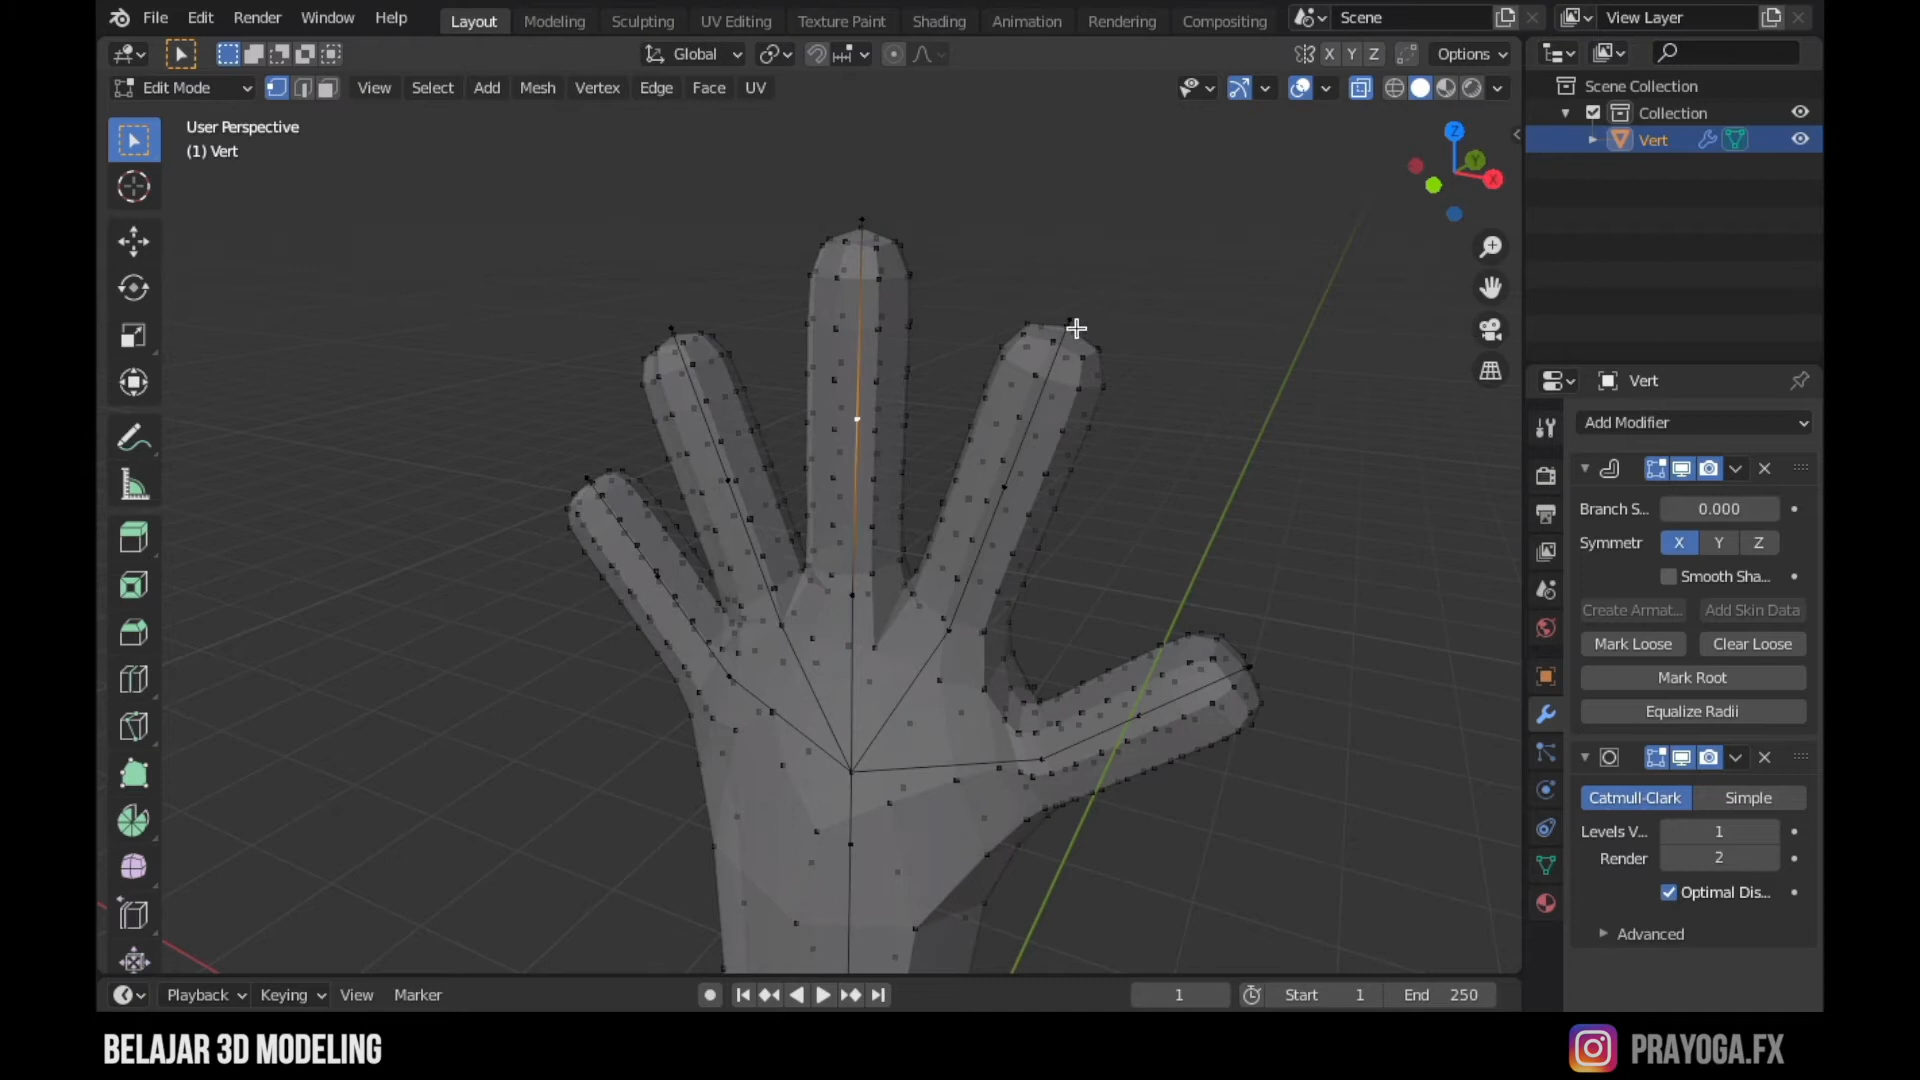 File Edit Render Window Help Layout Modeling Sculpting UV Editing Texture Paint Shading Animation Rendering Compositing Scene View Layer
Global X Y Z Options
Edit Mode View Select Add Mesh Vertex Edge Face UV
User Perspective
(1) Vert
Z
Y
X
Scene Collection
Collection
Vert
Vert
Add Modifier
Branch S... 0.000
Symmetr X Y Z
Smooth Sha...
Create Armat... Add Skin Data
Mark Loose Clear Loose
Mark Root
Equalize Radii
Catmull-Clark Simple
Levels V... 1
Render 2
Optimal Dis...
Advanced
Playback Keying View Marker 1 Start 1 End 250
BELAJAR 3D MODELING
PRAYOGA.FX